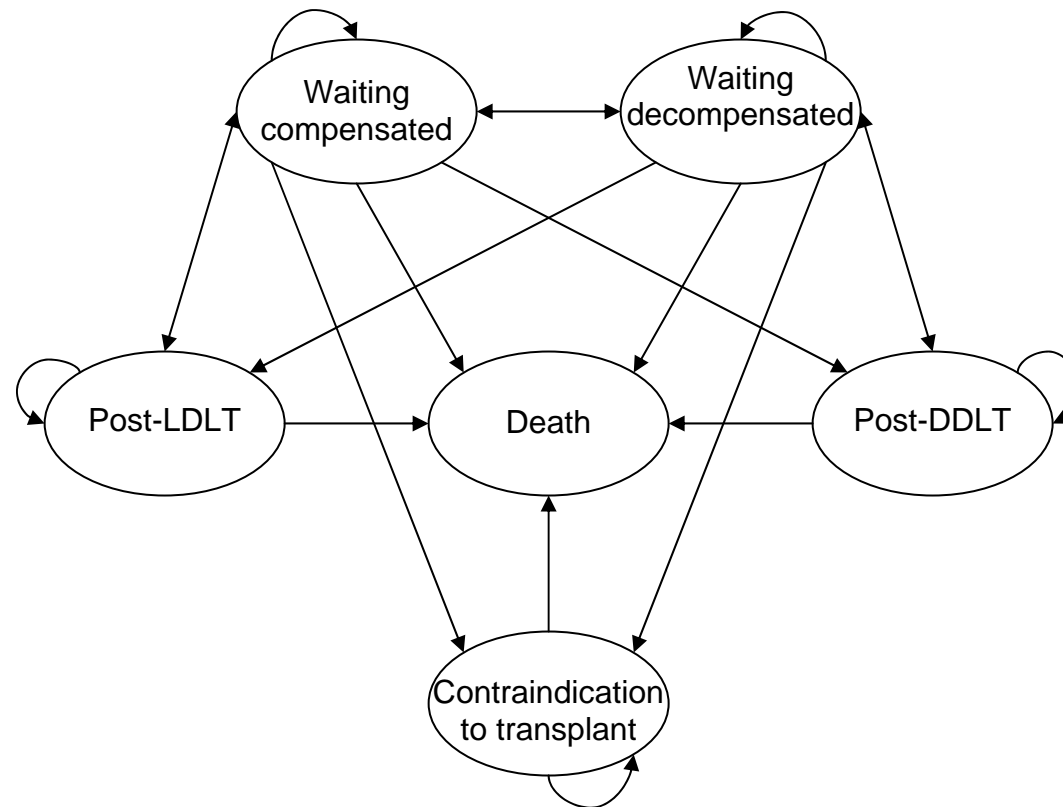 Waiting
compensated
Waiting
decompensated
Post-LDLT
Death
Post-DDLT
Contraindication
to transplant